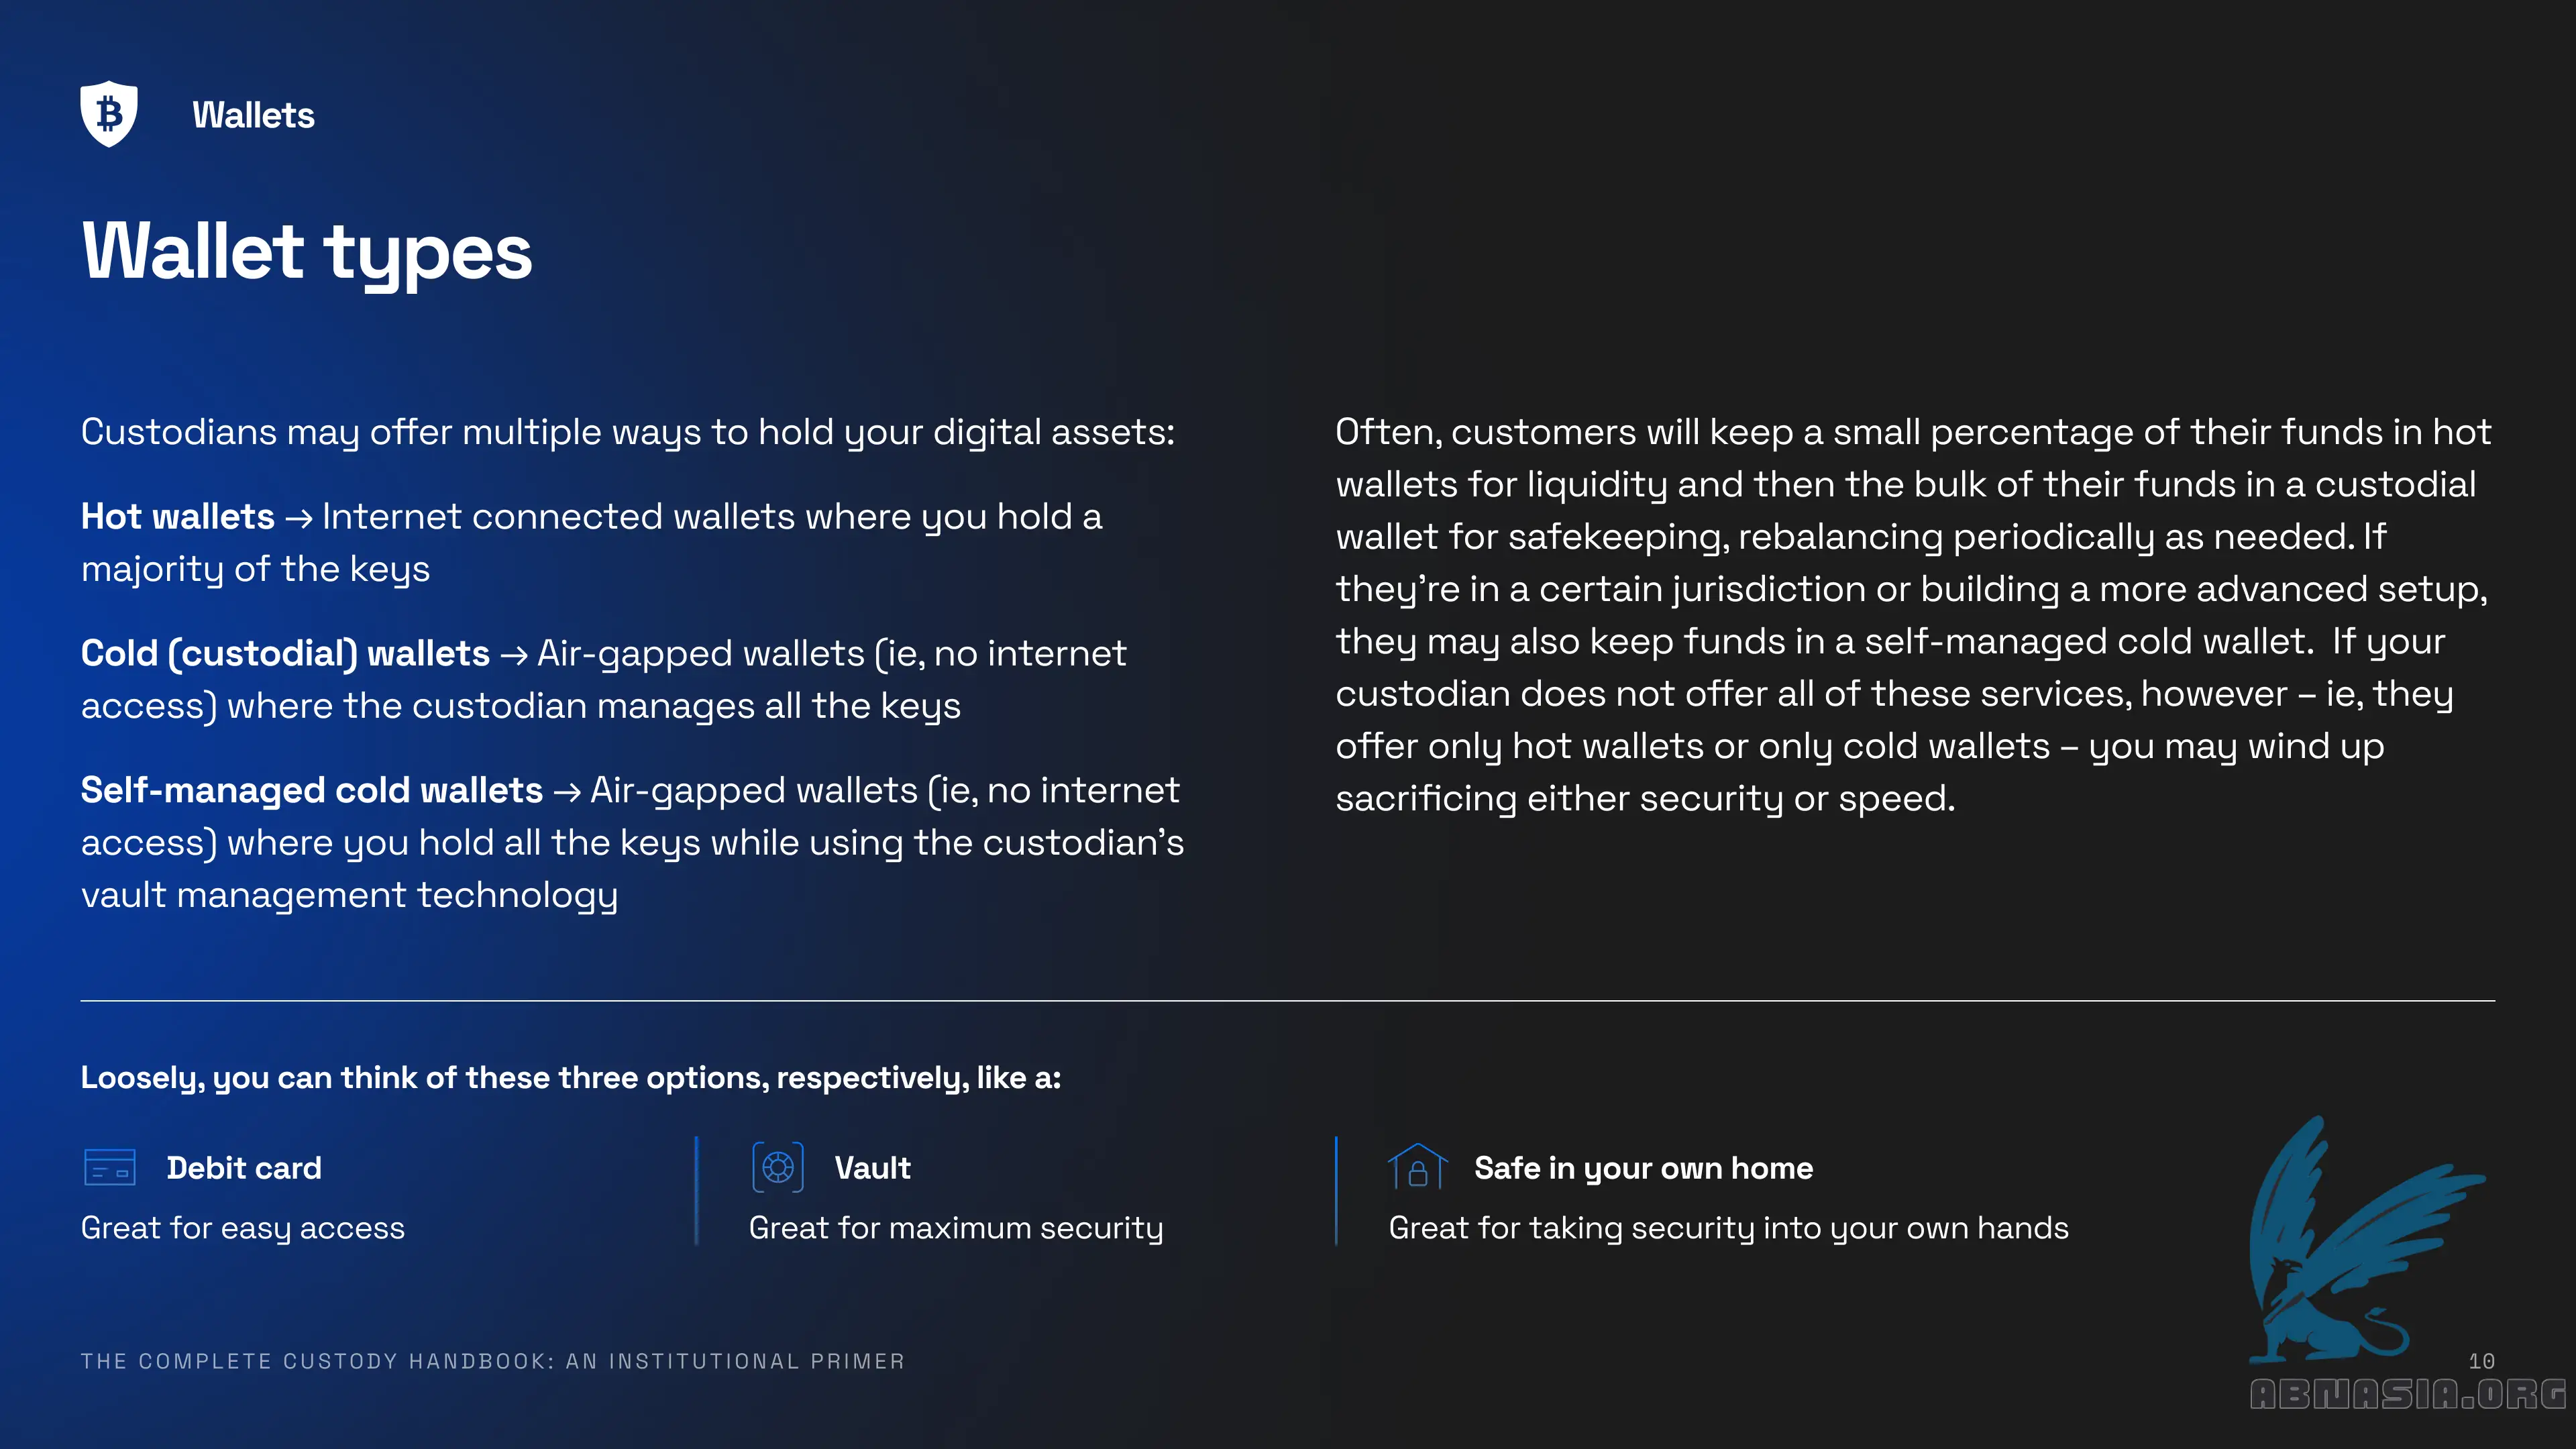 Wallets
Wallet types
Custodians may offer multiple ways to hold your digital assets:
Hot wallets → Internet connected wallets where you hold a
majority of the keys
Cold (custodial) wallets → Air-gapped wallets (ie, no internet
access) where the custodian manages all the keys
Self-managed cold wallets → Air-gapped wallets (ie, no internet
access) where you hold all the keys while using the custodian’s
vault management technology
Often, customers will keep a small percentage of their funds in hot
wallets for liquidity and then the bulk of their funds in a custodial
wallet for safekeeping, rebalancing periodically as needed. If
they’re in a certain jurisdiction or building a more advanced setup,
they may also keep funds in a self-managed cold wallet.  If your
custodian does not offer all of these services, however – ie, they
offer only hot wallets or only cold wallets – you may wind up
sacrificing either security or speed.
Loosely, you can think of these three options, respectively, like a:
Debit card
Great for easy access
Vault
Great for maximum security
Safe in your own home
Great for taking security into your own hands
THE COMPLETE CUSTODY HANDBOOK: AN INSTITUTIONAL PRIMER
10
ABNASIA.ORG